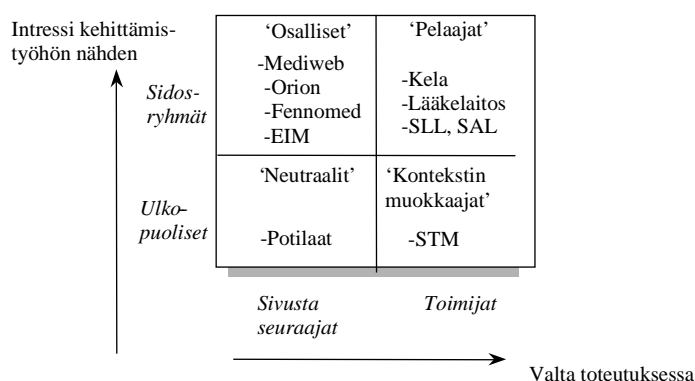 Intressi kehittämis-
työhön nähden
Sidos-
ryhmät
Ulko-
puoliset
‘Osalliset’
-Mediweb
-Orion
-Fennomed
-EIM
‘Pelaajat’
-Kela
-Lääkelaitos
-SLL, SAL
‘Neutraalit’
-Potilaat
‘Kontekstin
muokkaajat’
-STM
Sivusta
seuraajat
Toimijat
Valta toteutuksessa